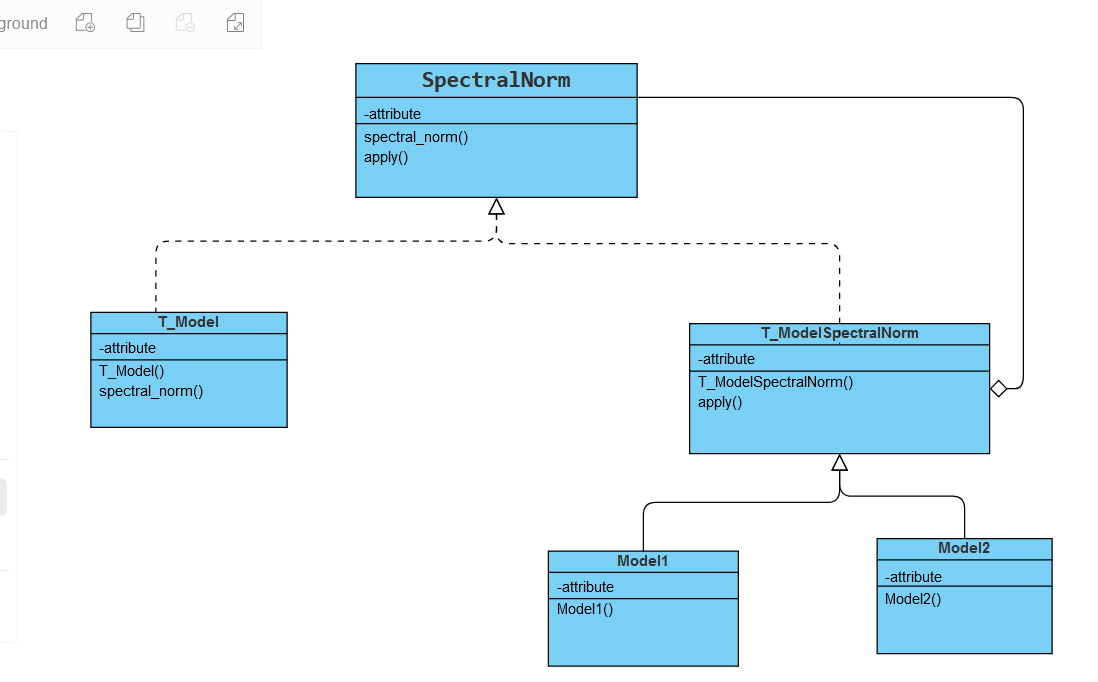 ground
SpectralNorm
-attribute
spectral_norm()
apply()
T_Model
-attribute
T_Model()
spectral_norm()
T_ModelSpectralNorm
-attribute
T_ModelSpectralNorm()
apply()
Model1
-attribute
Model1()
Model2
-attribute
Model2()